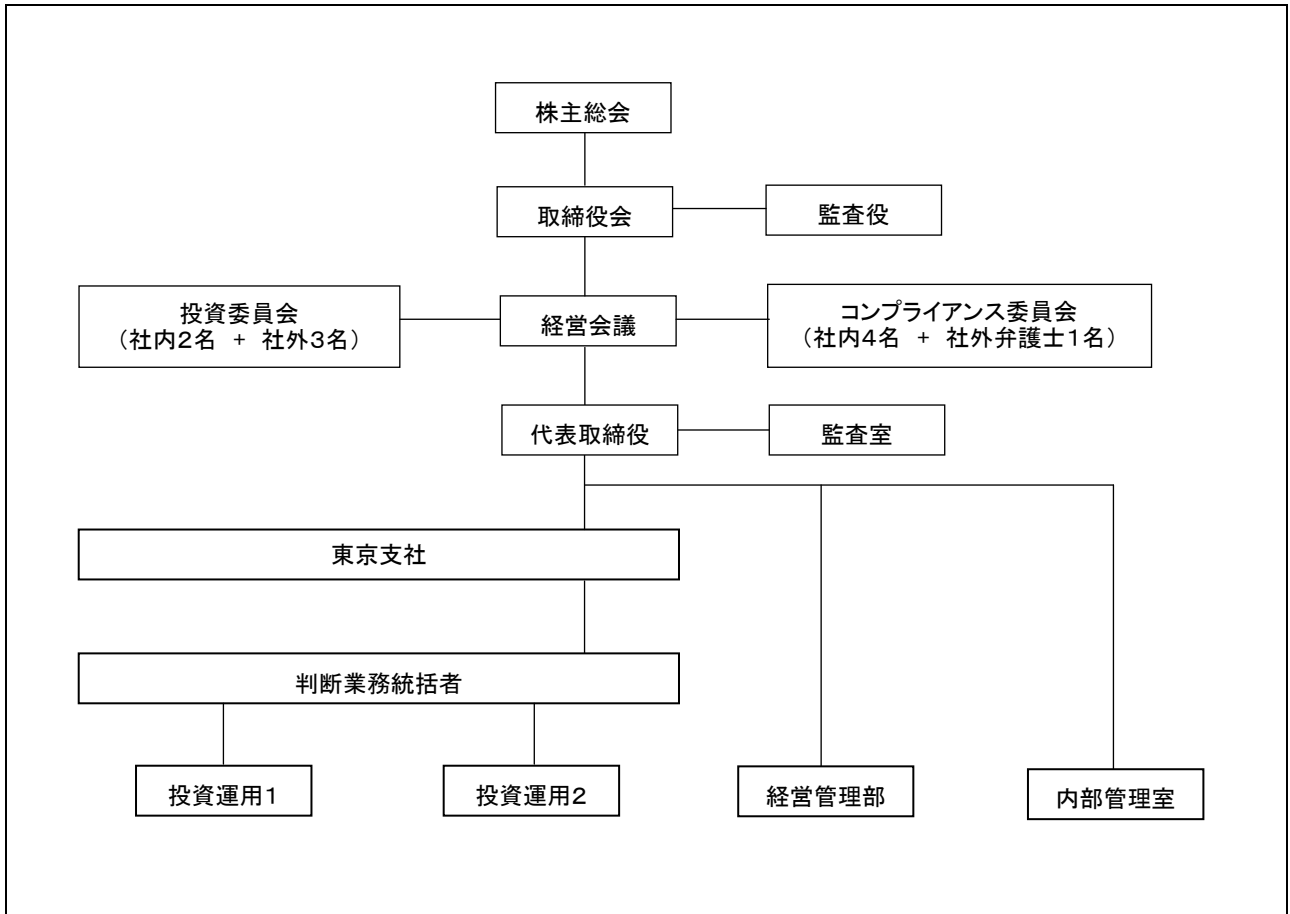 株主総会
取締役会
監査役
投資委員会
（社内２名 + 社外３名）
経営会議
コンプライアンス委員会
（社内４名 + 社外弁護士１名）
代表取締役
監査室
東京支社
判断業務統括者
投資運用１
投資運用２
経営管理部
内部管理室